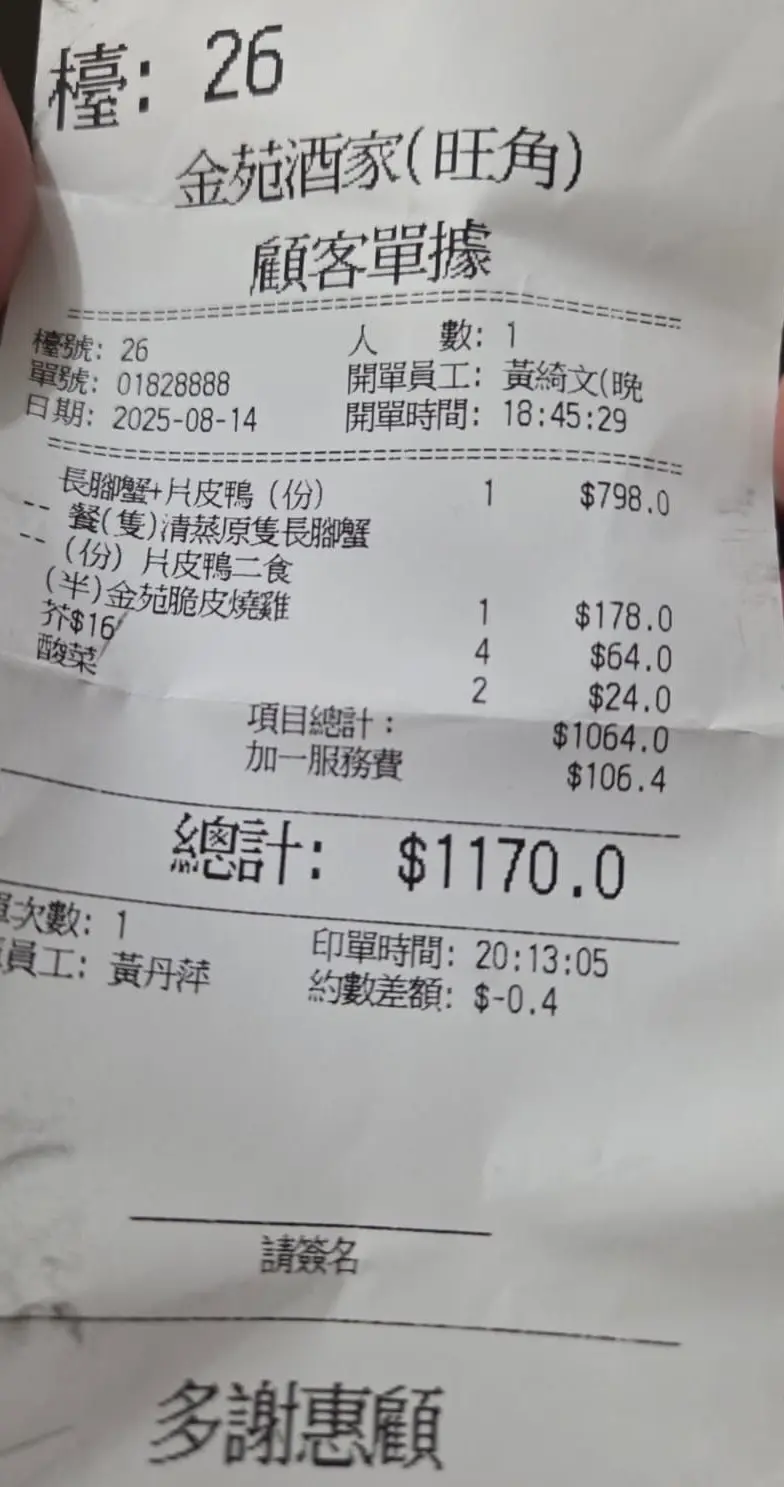 檯: 26
金苑酒家(旺角)
顧客單據
檯號: 26 人 數: 1
單號: 01828888 開單員工: 黃綺文(晚
日期: 2025-08-14 開單時間: 18:45:29
長腳蟹+片皮鴨（份） 1 $798.0
-- 餐(隻)清蒸原隻長腳蟹
-- （份）片皮鴨二食
(半)金苑脆皮燒雞 1 $178.0
芥$16 4 $64.0
酸菜 2 $24.0
項目總計： $1064.0
加一服務費 $106.4
總計: $1170.0
單次數: 1 印單時間: 20:13:05
員工: 黃丹萍 約數差額: $-0.4
請簽名
多謝惠顧